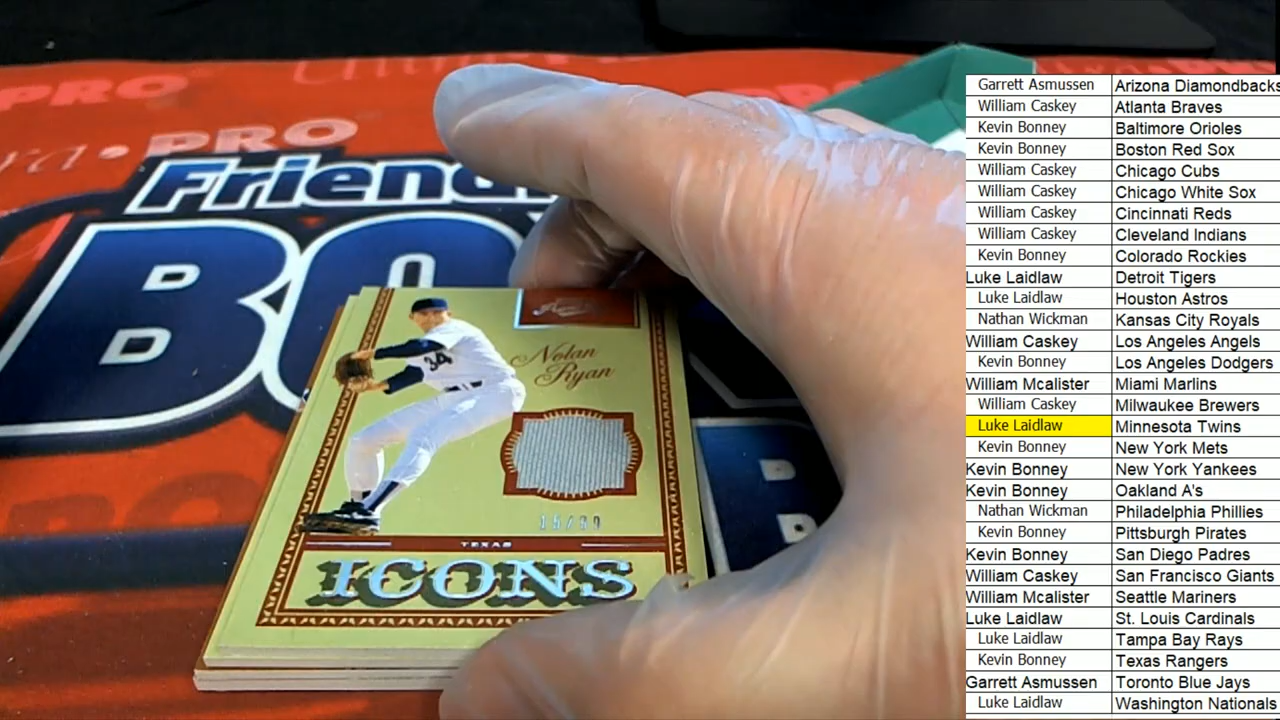 PRO
ra • PRO
Friend
BO
34
Nolan
Ryan
TEXAS
ICONS
Garrett Asmussen Arizona Diamondbacks
William Caskey Atlanta Braves
Kevin Bonney Baltimore Orioles
Kevin Bonney Boston Red Sox
William Caskey Chicago Cubs
William Caskey Chicago White Sox
William Caskey Cincinnati Reds
William Caskey Cleveland Indians
Kevin Bonney Colorado Rockies
Luke Laidlaw Detroit Tigers
Luke Laidlaw Houston Astros
Nathan Wickman Kansas City Royals
William Caskey Los Angeles Angels
Kevin Bonney Los Angeles Dodgers
William Mcalister Miami Marlins
William Caskey Milwaukee Brewers
Luke Laidlaw Minnesota Twins
Kevin Bonney New York Mets
Kevin Bonney New York Yankees
Kevin Bonney Oakland A's
Nathan Wickman Philadelphia Phillies
Kevin Bonney Pittsburgh Pirates
Kevin Bonney San Diego Padres
William Caskey San Francisco Giants
William Mcalister Seattle Mariners
Luke Laidlaw St. Louis Cardinals
Luke Laidlaw Tampa Bay Rays
Kevin Bonney Texas Rangers
Garrett Asmussen Toronto Blue Jays
Luke Laidlaw Washington Nationals